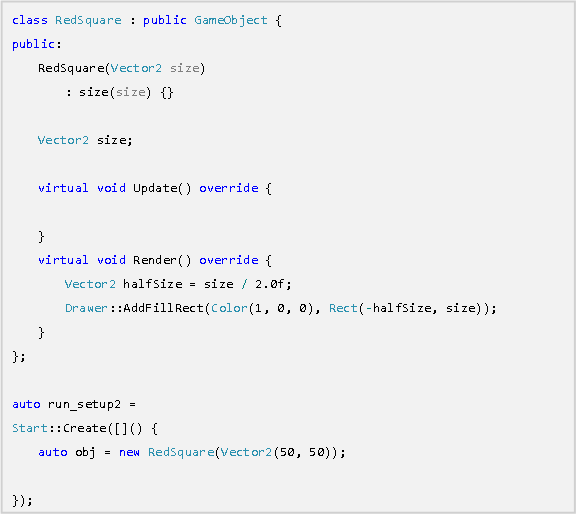 class RedSquare : public GameObject {
public:
    RedSquare(Vector2 size)
        : size(size) {}

    Vector2 size;

    virtual void Update() override {

    }
    virtual void Render() override {
        Vector2 halfSize = size / 2.0f;
        Drawer::AddFillRect(Color(1, 0, 0), Rect(-halfSize, size));
    }
};

auto run_setup2 =
Start::Create([]() {
    auto obj = new RedSquare(Vector2(50, 50));

});